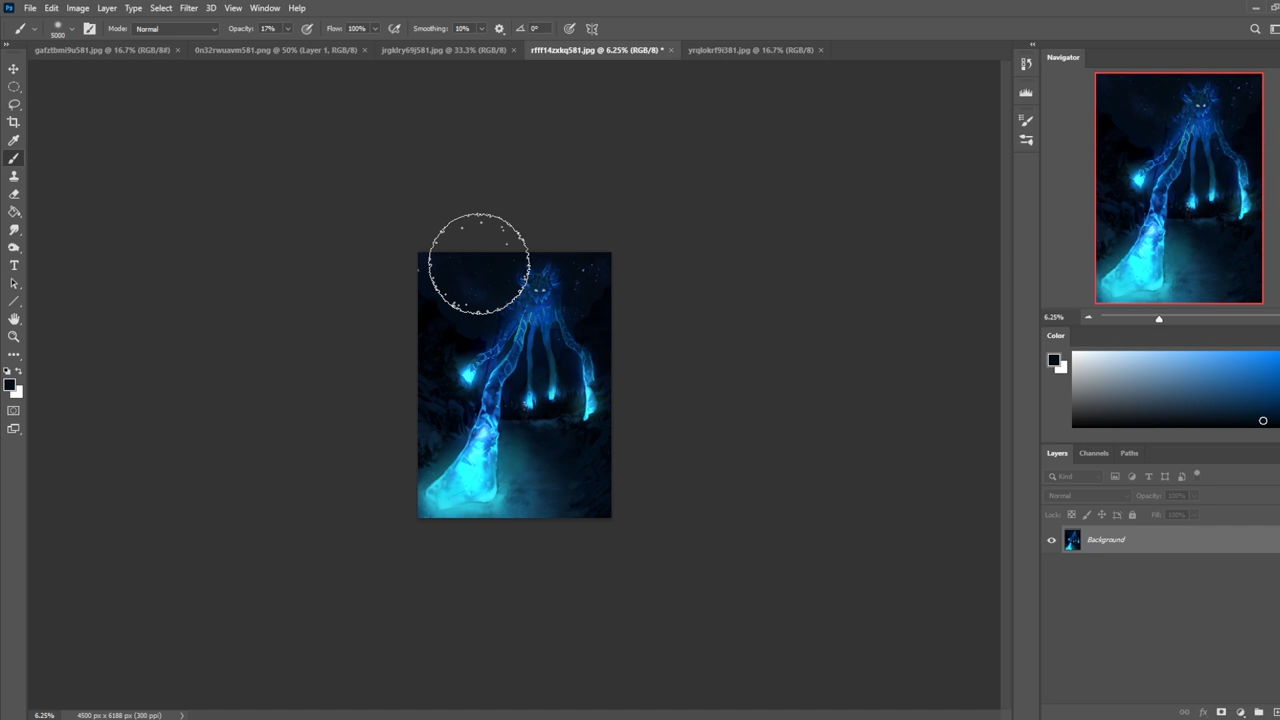 Ps File Edit Image Layer Type Select Filter 3D View Window Help
5000 Mode: Normal Opacity: 17% Flow: 100% Smoothing: 10% 0°
gafztbmi9u581.jpg @ 16.7% (RGB/8#) × 0n32rwuavm581.png @ 50% (Layer 1, RGB/8) × jrgklry69j581.jpg @ 33.3% (RGB/8) × rfff14zxkq581.jpg @ 6.25% (RGB/8) * × yrqlokrf9i381.jpg @ 16.7% (RGB/8) ×
Navigator
6.25%
Color
Layers Channels Paths
Kind
Normal Opacity: 100%
Lock: Fill: 100%
Background
6.25% 4500 px x 6188 px (300 ppi)